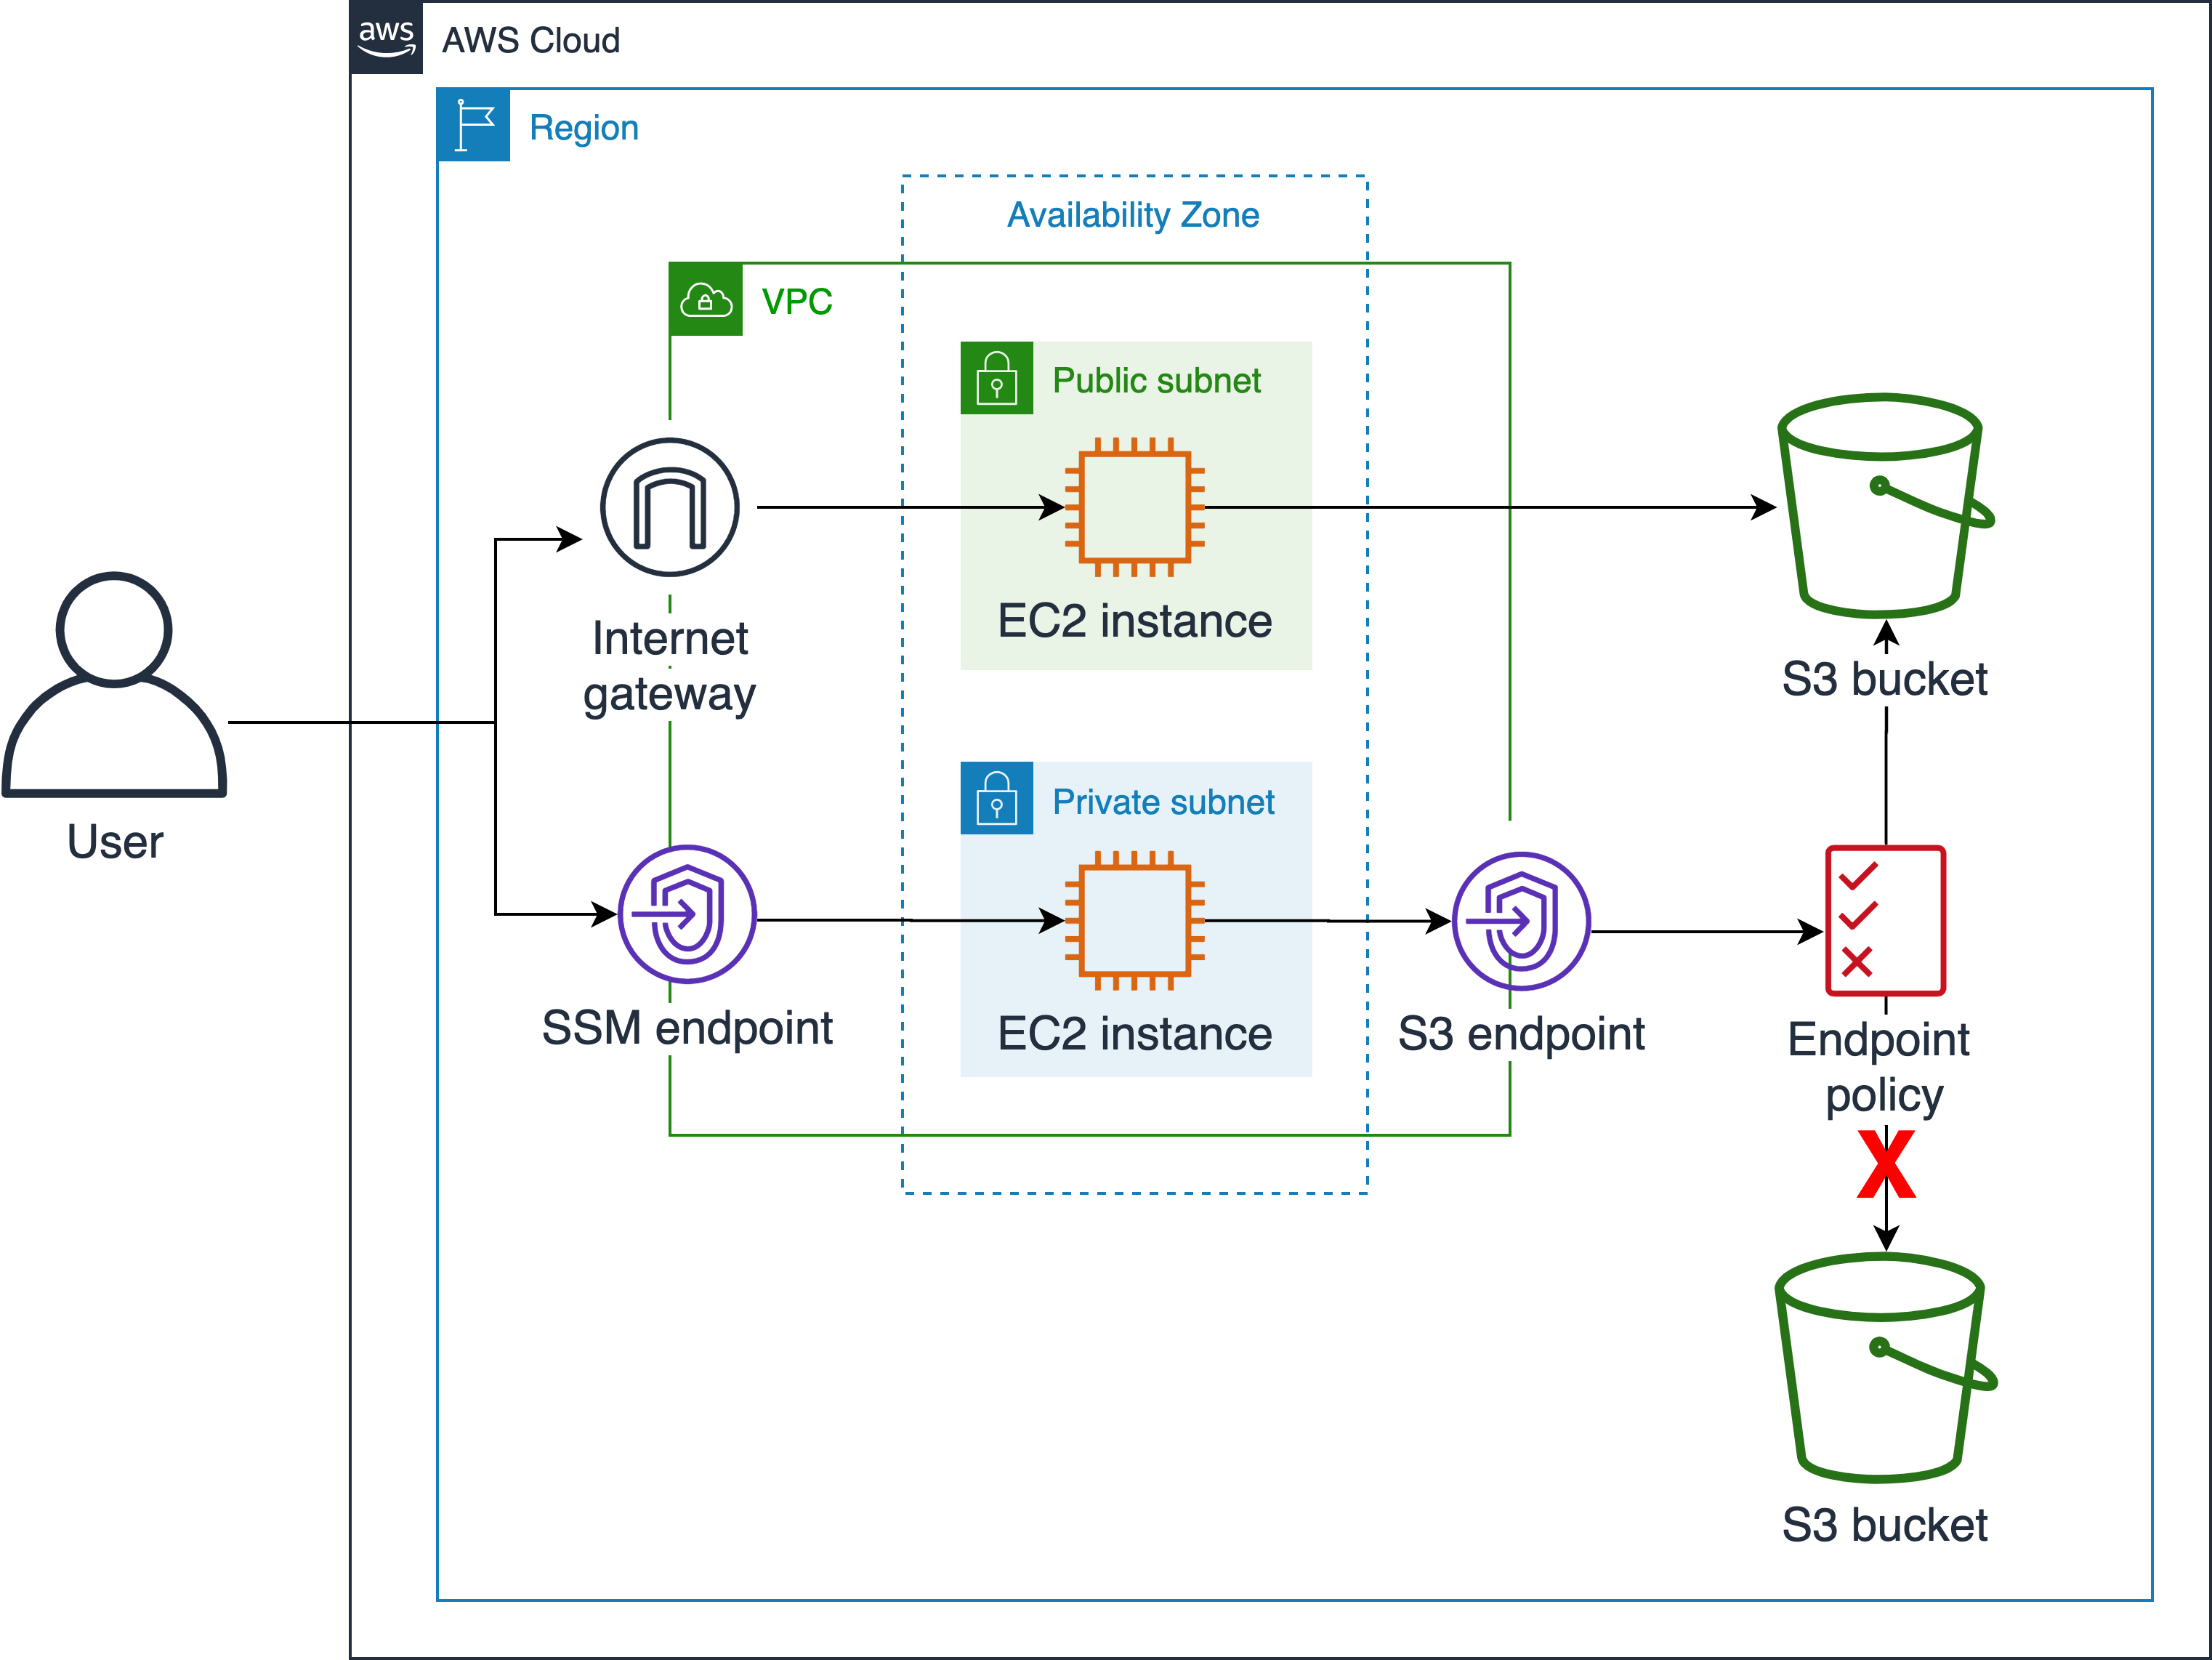 aws
AWS Cloud
Region
Availability Zone
VPC
Public subnet
EC2 instance
Internet
gateway
S3 bucket
User
Private subnet
SSM endpoint
EC2 instance
S3 endpoint
Endpoint
policy
X
S3 bucket